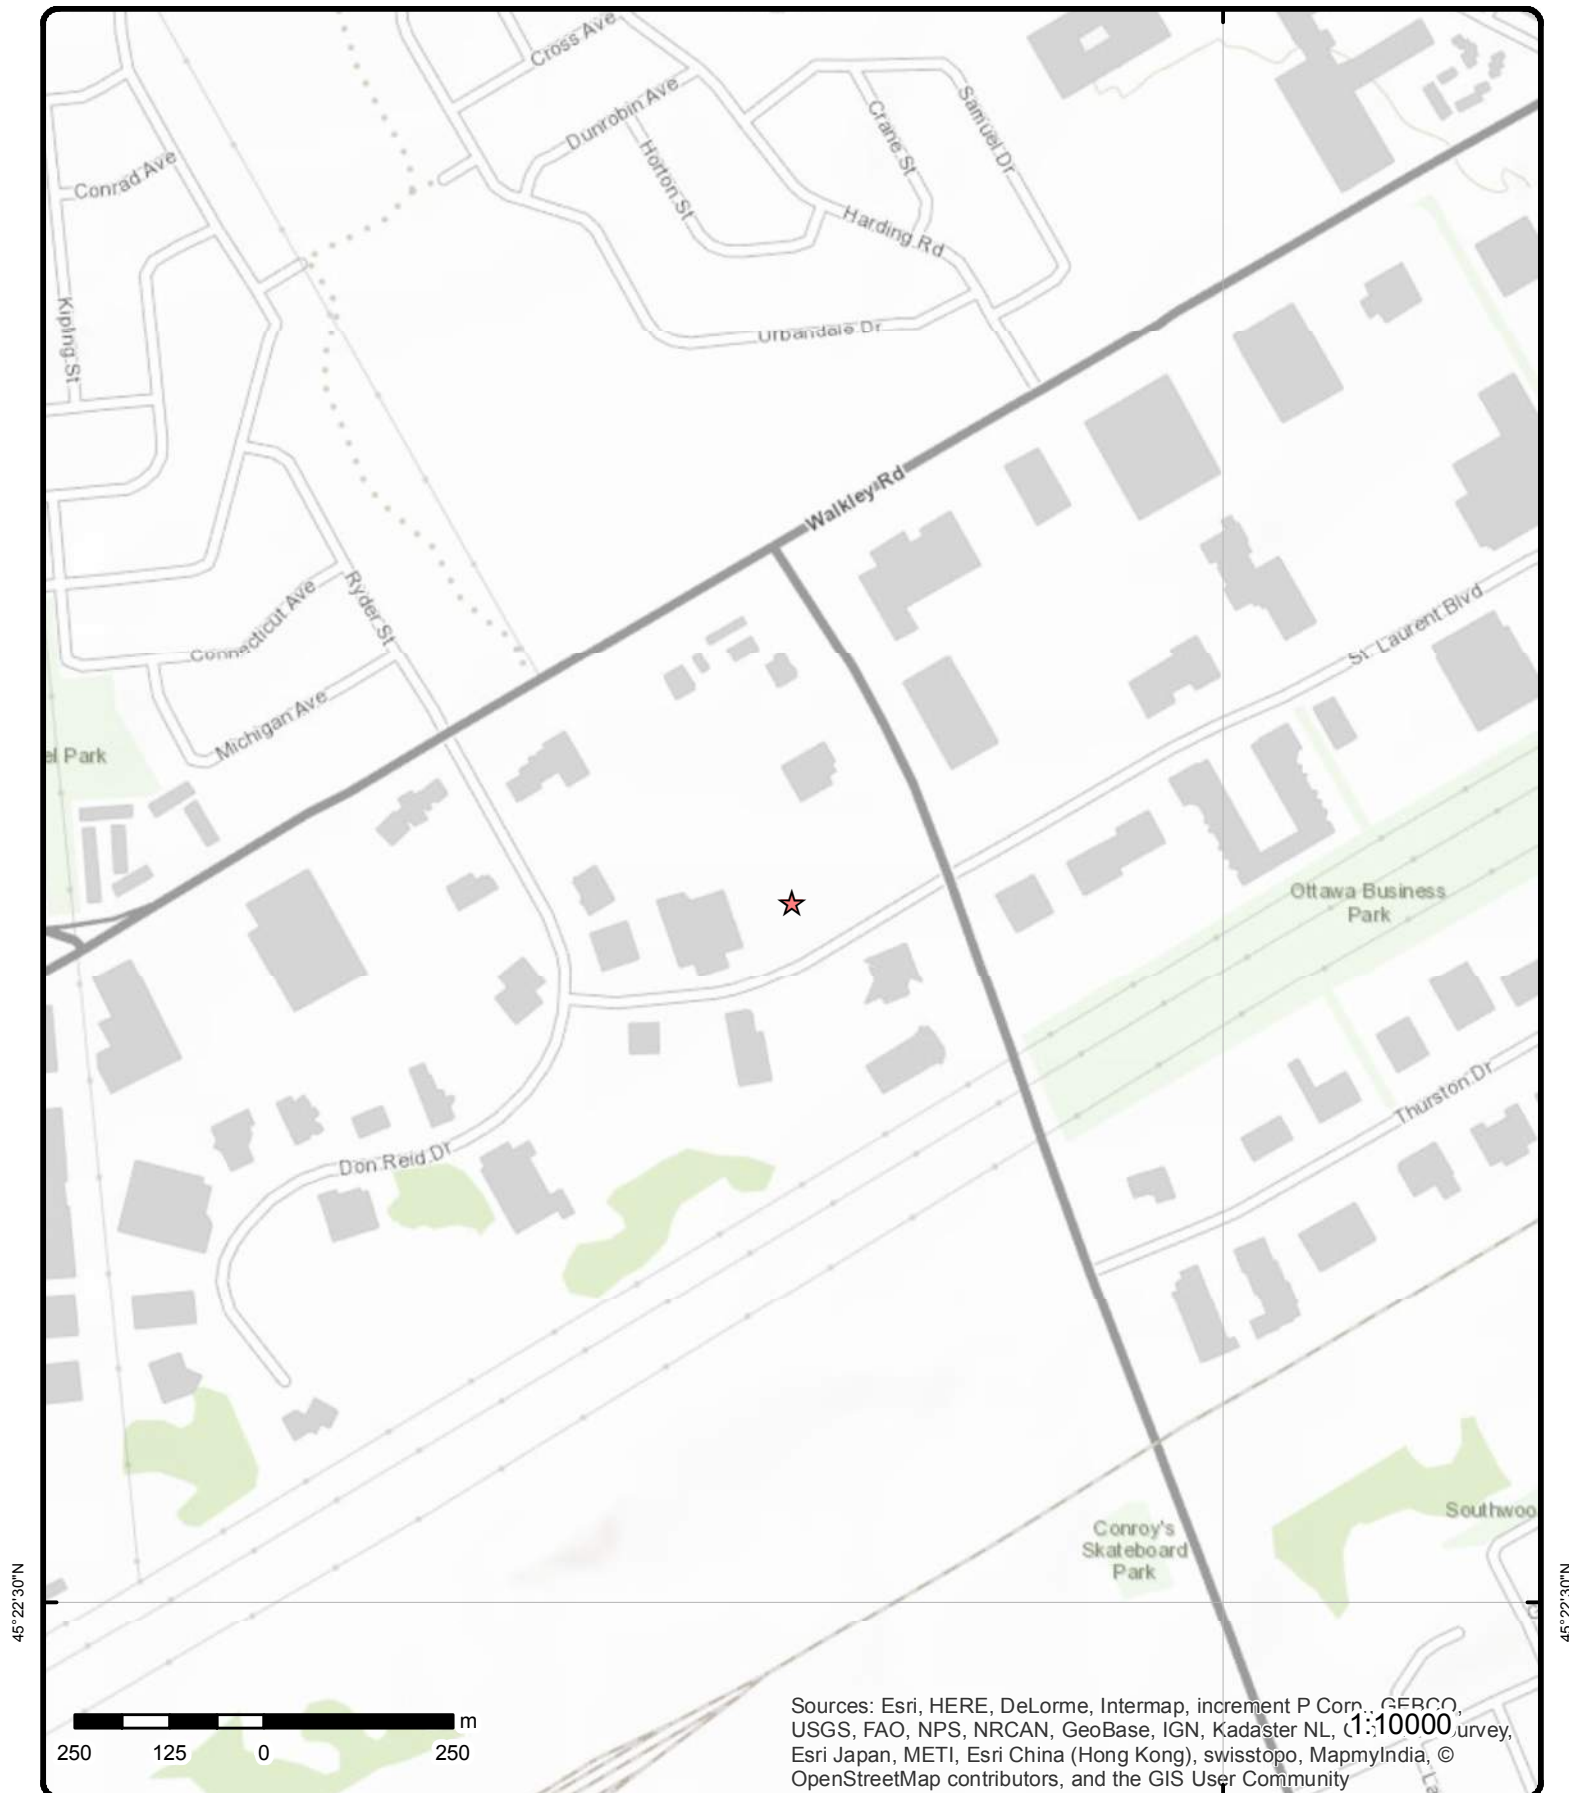 Cross Ave
Dunrobin Ave
Samuel Dr
Crane St
Conrad Ave
Horton St
Harding Rd
Kipling St
Urbandale Dr
Walkley Rd
Connecticut Ave
Ryder St
St. Laurent Blvd
Michigan Ave
el Park
Ottawa Business
Park
Thurston Dr
Don Reid Dr
Southwoo
Conroy's
Skateboard
Park
45°22'30"N
45°22'30"N
m
250 125 0 250
Sources: Esri, HERE, DeLorme, Intermap, increment P Corp., GEBCO,
USGS, FAO, NPS, NRCAN, GeoBase, IGN, Kadaster NL, urvey,
1:10000
Esri Japan, METI, Esri China (Hong Kong), swisstopo, MapmyIndia, ©
OpenStreetMap contributors, and the GIS User Community